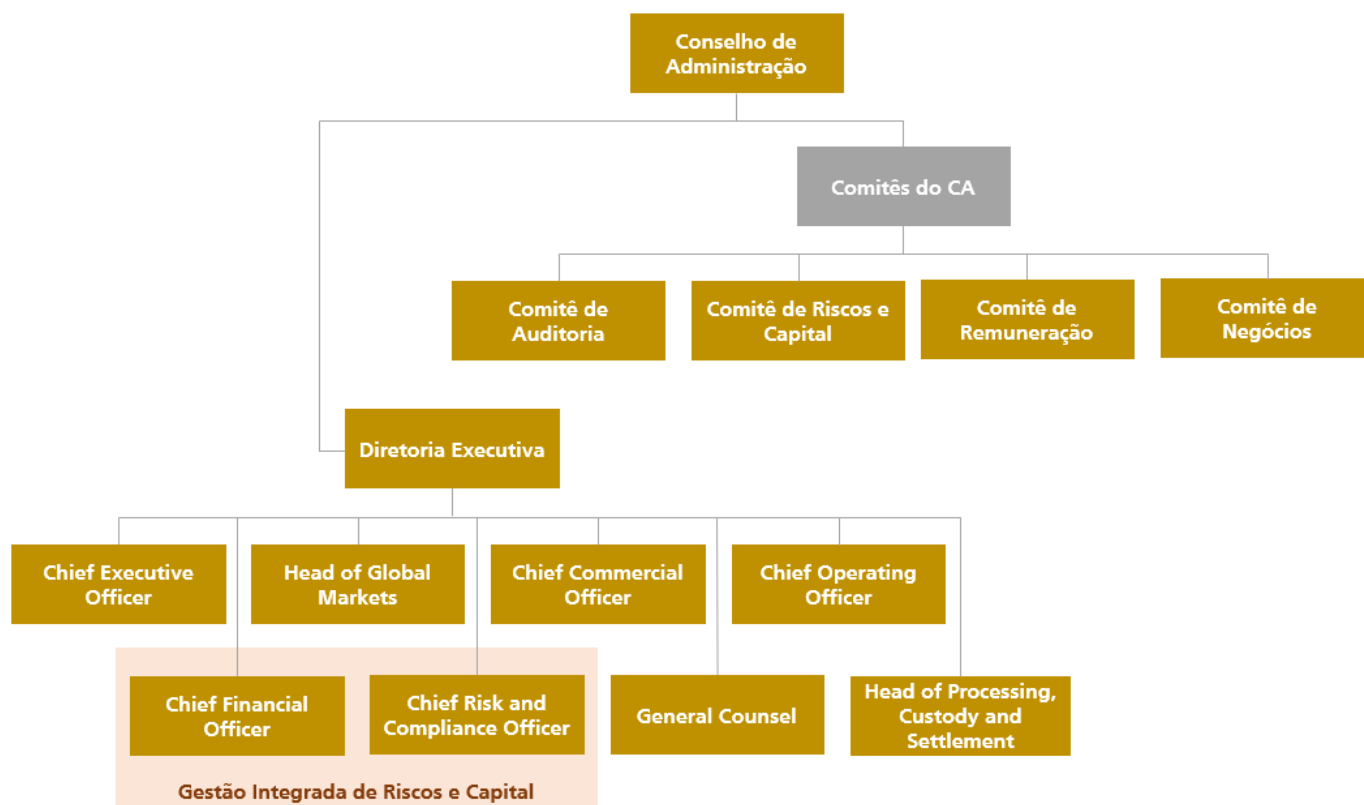 Conselho de
Administração
Comitês do CA
Comitê de
Auditoria
Comitê de Riscos e
Capital
Comitê de
Remuneração
Comitê de
Negócios
Diretoria Executiva
Chief Executive
Officer
Head of Global
Markets
Chief Commercial
Officer
Chief Operating
Officer
Chief Financial
Officer
Chief Risk and
Compliance Officer
General Counsel
Head of Processing,
Custody and
Settlement
Gestão Integrada de Riscos e Capital